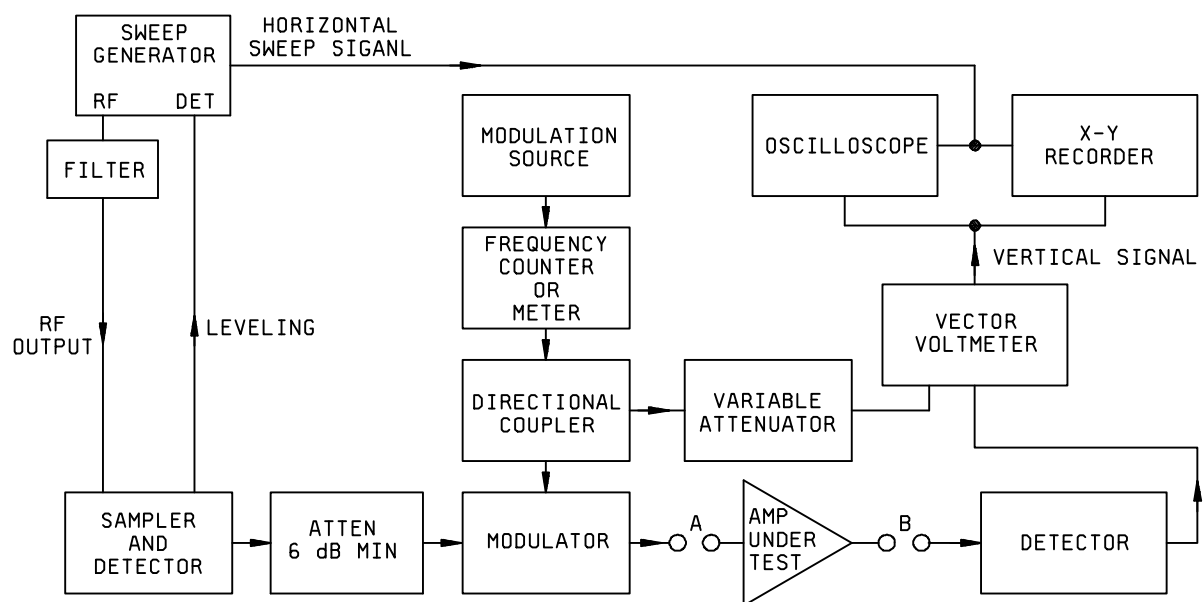 SWEEP
GENERATOR
RF DET
HORIZONTAL
SWEEP SIGANL
FILTER
MODULATION
SOURCE
OSCILLOSCOPE
X-Y
RECORDER
FREQUENCY
COUNTER
OR
METER
VERTICAL SIGNAL
RF
OUTPUT
LEVELING
VECTOR
VOLTMETER
DIRECTIONAL
COUPLER
VARIABLE
ATTENUATOR
SAMPLER
AND
DETECTOR
ATTEN
6 dB MIN
MODULATOR
A
AMP
UNDER
TEST
B
DETECTOR